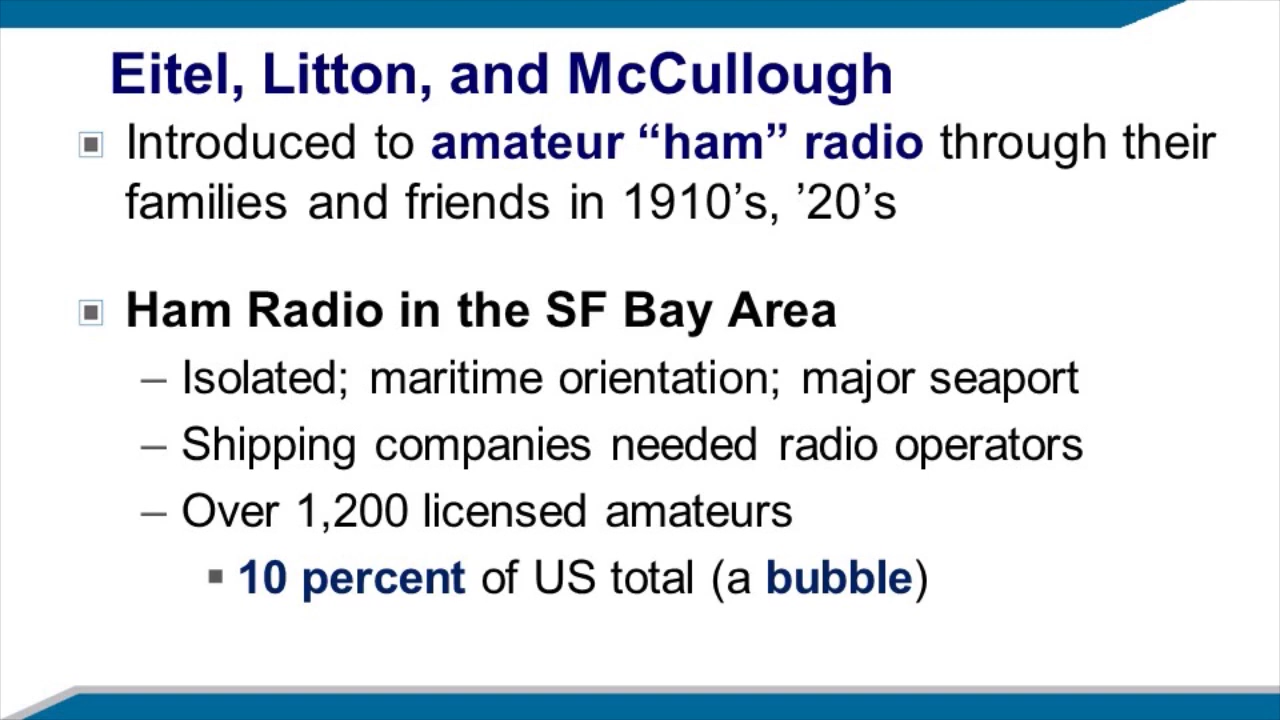 Eitel, Litton, and McCullough
Introduced to amateur “ham” radio through their
families and friends in 1910’s, ’20’s
Ham Radio in the SF Bay Area
– Isolated; maritime orientation; major seaport
– Shipping companies needed radio operators
– Over 1,200 licensed amateurs
▪ 10 percent of US total (a bubble)